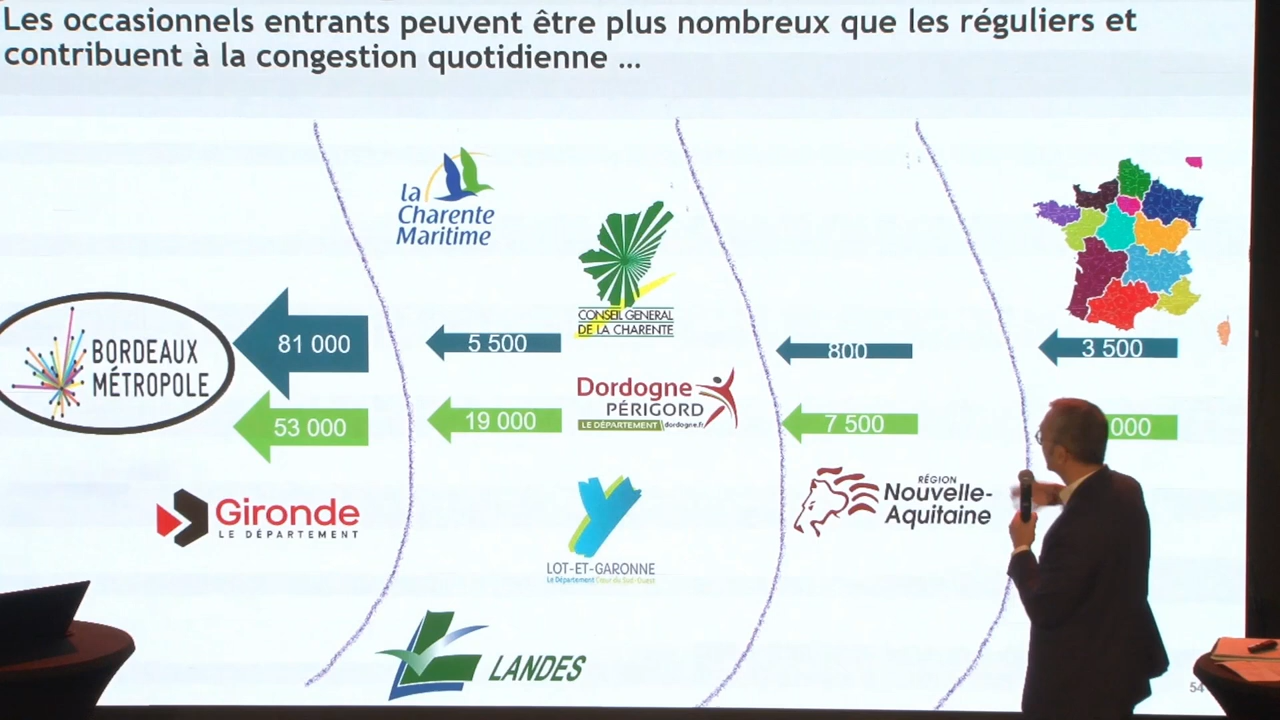 Les occasionnels entrants peuvent être plus nombreux que les réguliers et
contribuent à la congestion quotidienne ...
la
Charente
Maritime
CONSEIL GENERAL
DE LA CHARENTE
BORDEAUX
MÉTROPOLE
81 000
5 500
800
3 500
Dordogne
PÉRIGORD
LE DÉPARTEMENT dordogne.fr
53 000
19 000
7 500
000
Gironde
LE DÉPARTEMENT
RÉGION
Nouvelle-
Aquitaine
LOT-ET-GARONNE
Le Département Cœur du Sud-Ouest
LANDES
54